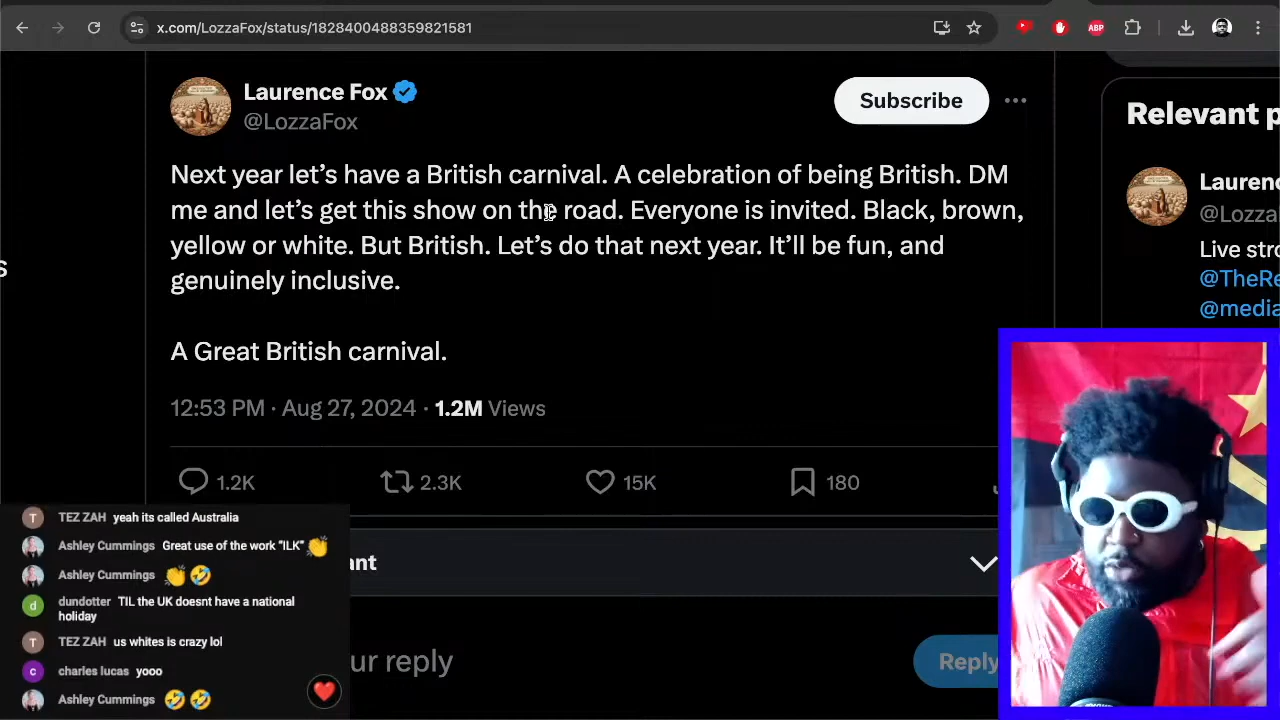 x.com/LozzaFox/status/1828400488359821581
ABP
Laurence Fox
@LozzaFox
Subscribe
Next year let’s have a British carnival. A celebration of being British. DM
me and let’s get this show on the road. Everyone is invited. Black, brown,
yellow or white. But British. Let’s do that next year. It’ll be fun, and
genuinely inclusive.
A Great British carnival.
12:53 PM · Aug 27, 2024 · 1.2M Views
1.2K
2.3K
15K
180
ur reply
Reply
Relevant p
Laurenc
@Lozza
Live stro
@TheRe
@media
s
ant
T TEZ ZAH yeah its called Australia
Ashley Cummings Great use of the work "ILK" 👏
Ashley Cummings 👏🤣
d dundotter TIL the UK doesnt have a national
holiday
T TEZ ZAH us whites is crazy lol
c charles lucas yooo
Ashley Cummings 🤣🤣